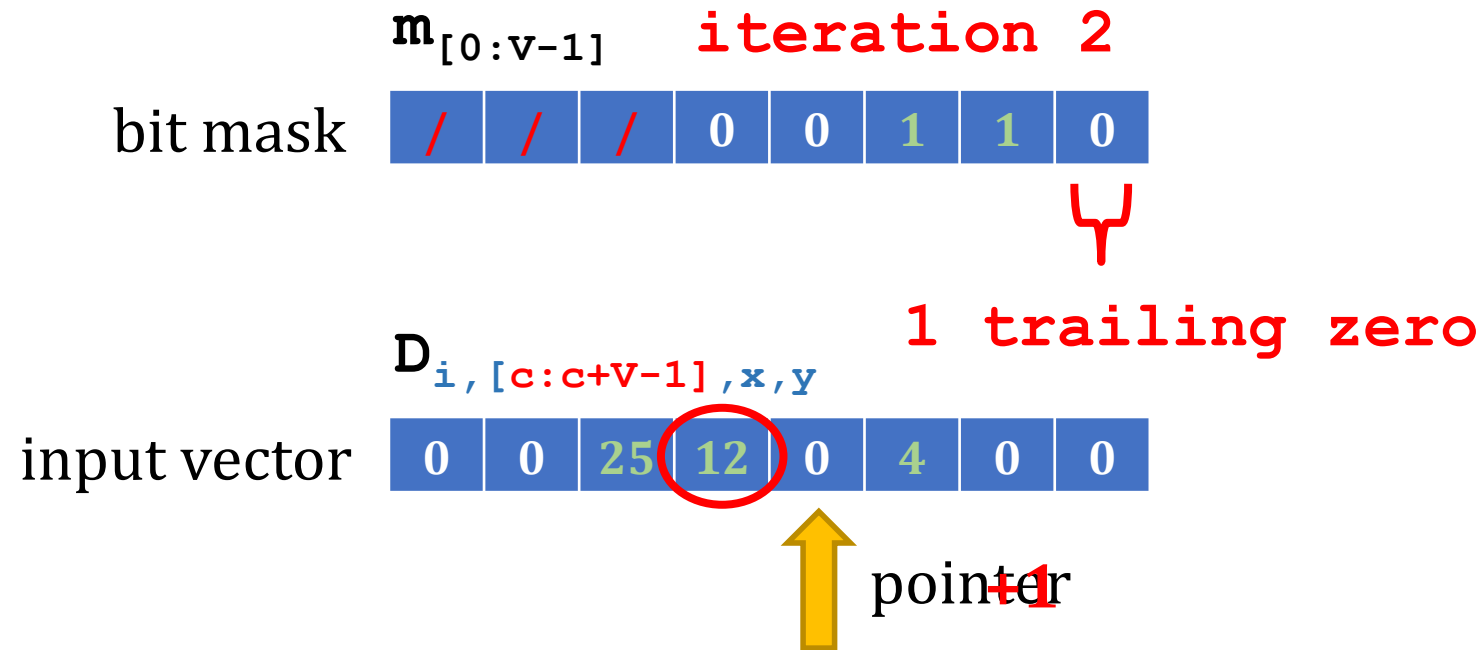 m[0:V-1] iteration 2
bit mask / / / 0 0 1 1 0
1 trailing zero
Di,[c:c+V-1],x,y
input vector 0 0 25 12 0 4 0 0
pointer +1